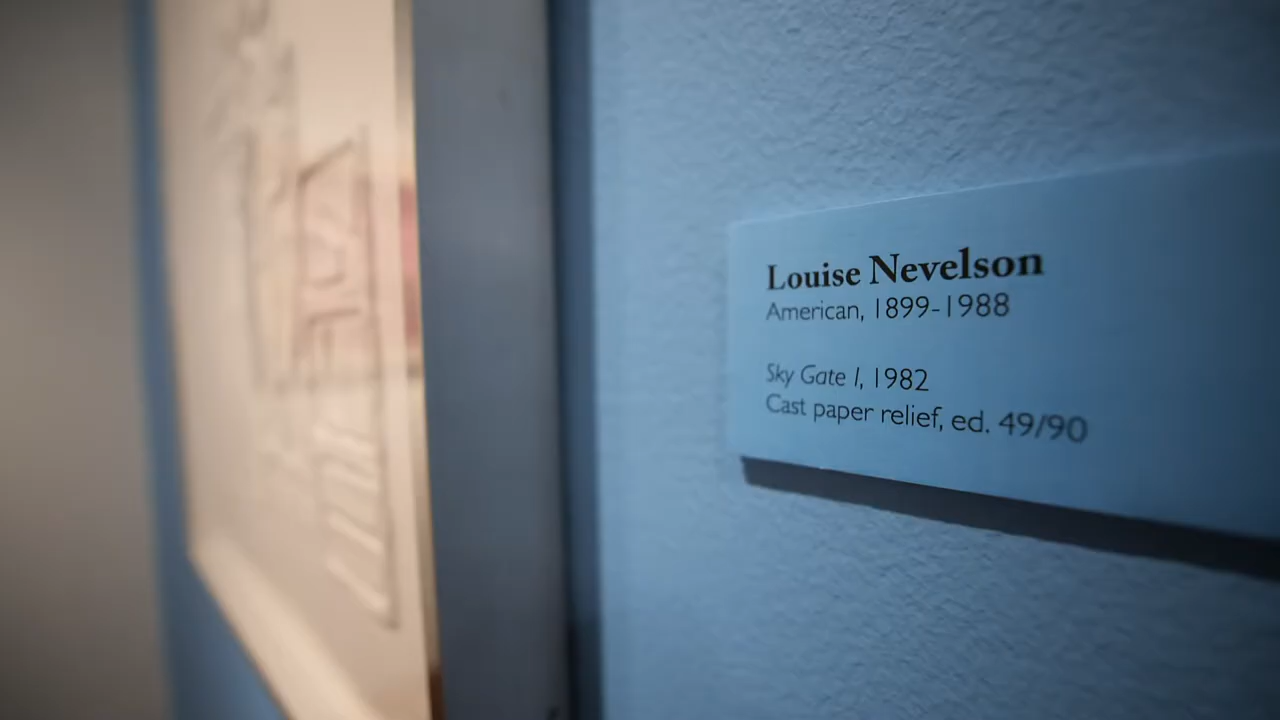 Louise Nevelson
American, 1899-1988
Sky Gate I, 1982
Cast paper relief, ed. 49/90